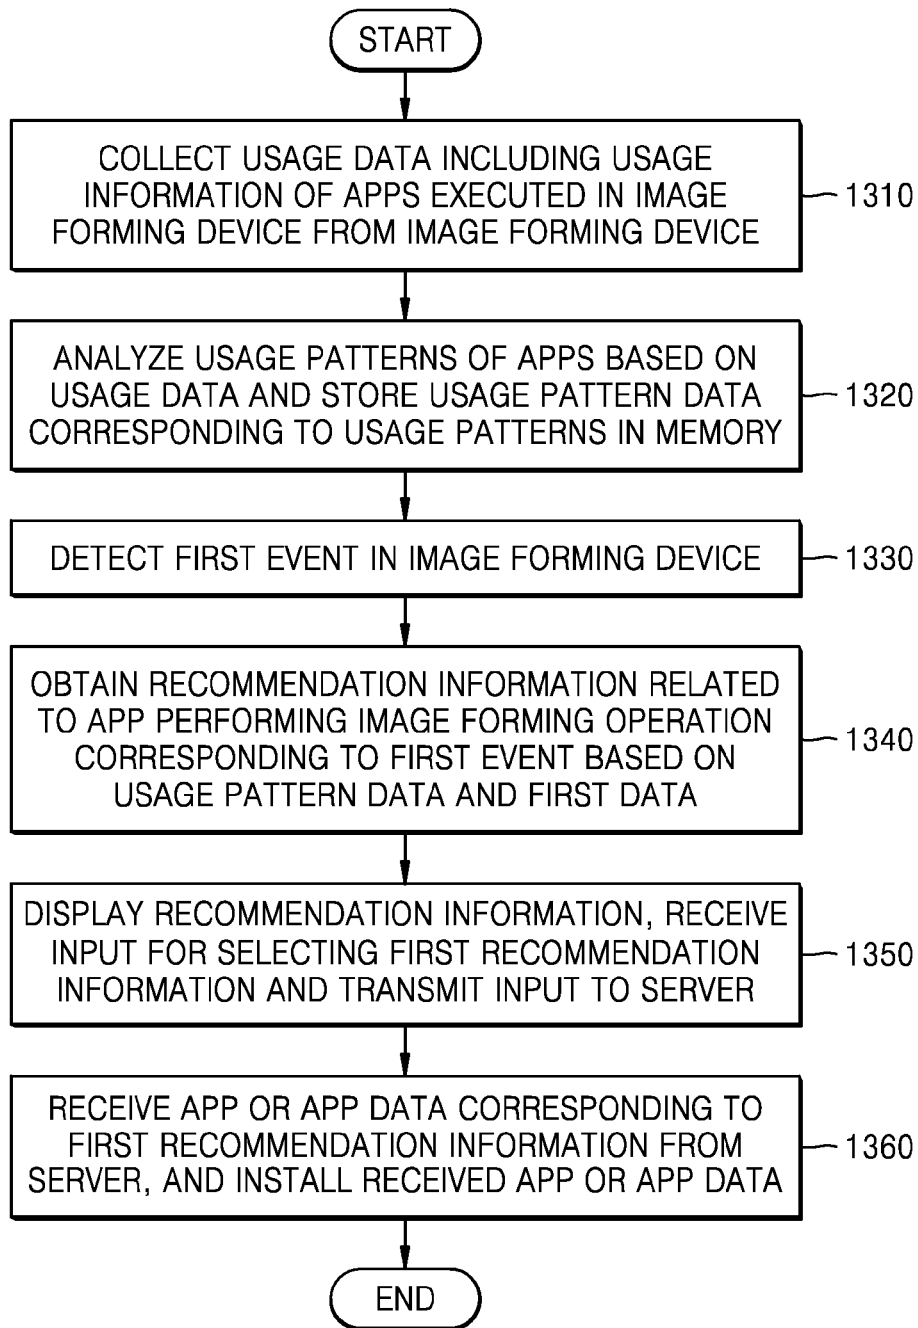 START
COLLECT USAGE DATA INCLUDING USAGE
INFORMATION OF APPS EXECUTED IN IMAGE
FORMING DEVICE FROM IMAGE FORMING DEVICE
1310
ANALYZE USAGE PATTERNS OF APPS BASED ON
USAGE DATA AND STORE USAGE PATTERN DATA
CORRESPONDING TO USAGE PATTERNS IN MEMORY
1320
DETECT FIRST EVENT IN IMAGE FORMING DEVICE
1330
OBTAIN RECOMMENDATION INFORMATION RELATED
TO APP PERFORMING IMAGE FORMING OPERATION
CORRESPONDING TO FIRST EVENT BASED ON
USAGE PATTERN DATA AND FIRST DATA
1340
DISPLAY RECOMMENDATION INFORMATION, RECEIVE
INPUT FOR SELECTING FIRST RECOMMENDATION
INFORMATION AND TRANSMIT INPUT TO SERVER
1350
RECEIVE APP OR APP DATA CORRESPONDING TO
FIRST RECOMMENDATION INFORMATION FROM
SERVER, AND INSTALL RECEIVED APP OR APP DATA
1360
END